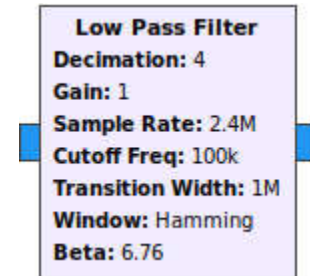 Low Pass Filter
Decimation: 4
Gain: 1
Sample Rate: 2.4M
Cutoff Freq: 100k
Transition Width: 1M
Window: Hamming
Beta: 6.76